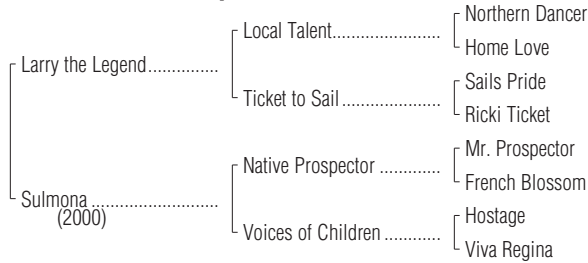 Northern Dancer
Local Talent....................
Home Love
Larry the Legend..............
Sails Pride
Ticket to Sail ..................
Ricki Ticket
Mr. Prospector
Native Prospector ...........
French Blossom
Sulmona .........................
(2000)
Hostage
Voices of Children ...........
Viva Regina